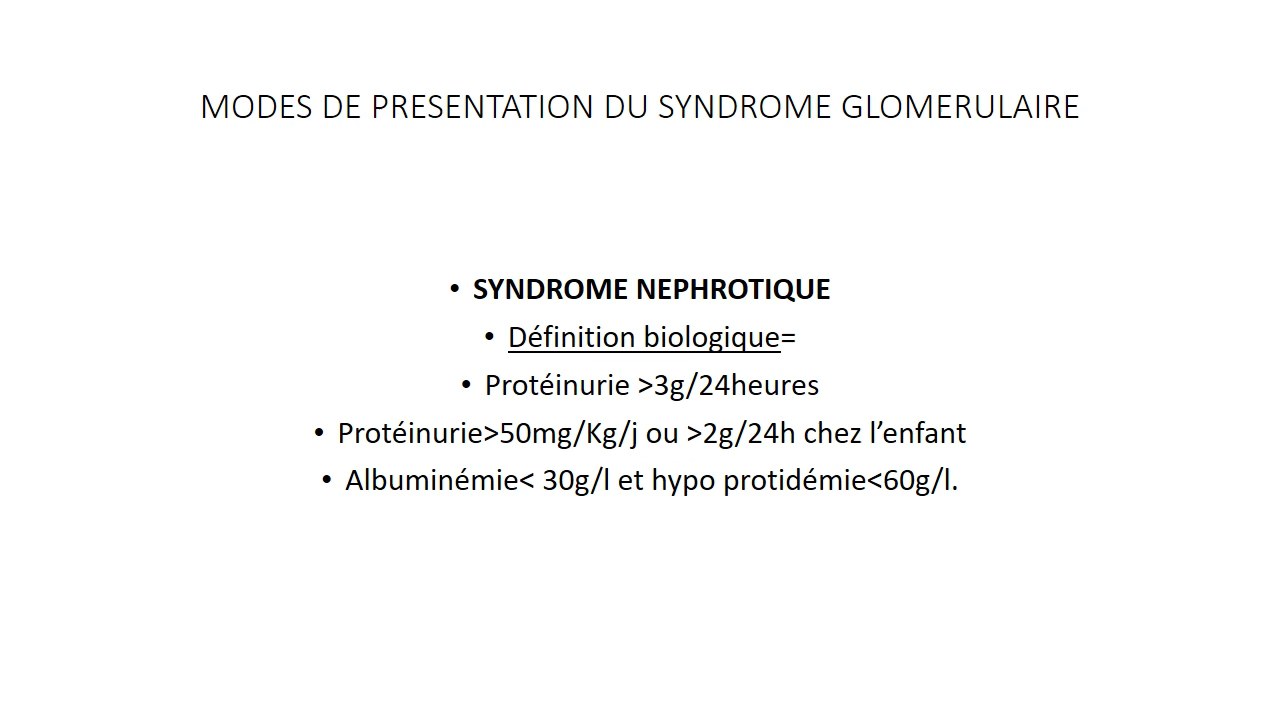 MODES DE PRESENTATION DU SYNDROME GLOMERULAIRE
• SYNDROME NEPHROTIQUE
• Définition biologique=
• Protéinurie >3g/24heures
• Protéinurie>50mg/Kg/j ou >2g/24h chez l’enfant
• Albuminémie< 30g/l et hypo protidémie<60g/l.